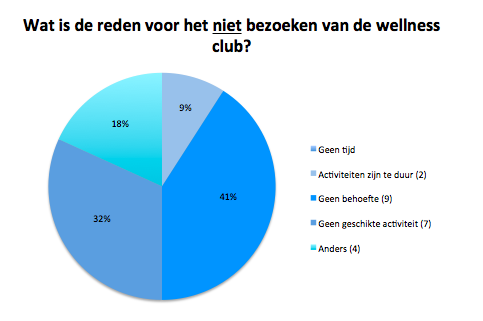 Wat is de reden voor het niet bezoeken van de wellness
club?
9%
18%
41%
32%
Geen tijd
Activiteiten zijn te duur (2)
Geen behoefte (9)
Geen geschikte activiteit (7)
Anders (4)